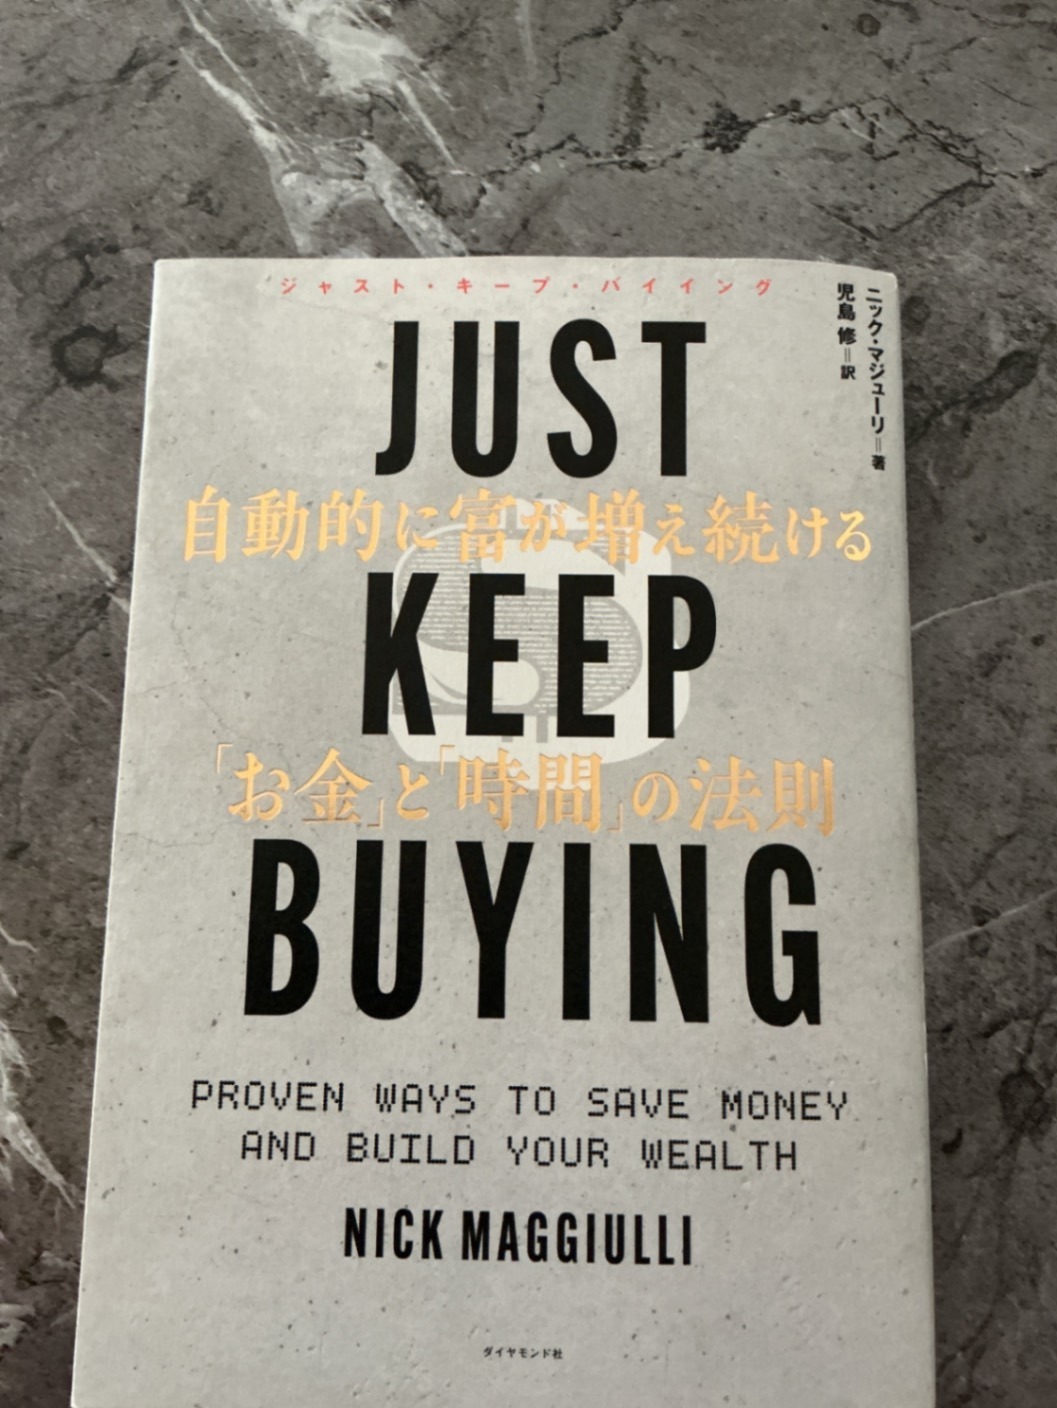 ジャスト・キープ・バイイング
ニック・マジューリ=著
児島 修=訳
JUST
自動的に富が増え続ける
KEEP
「お金」と「時間」の法則
BUYING
PROVEN WAYS TO SAVE MONEY
AND BUILD YOUR WEALTH
NICK MAGGIULLI
ダイヤモンド社